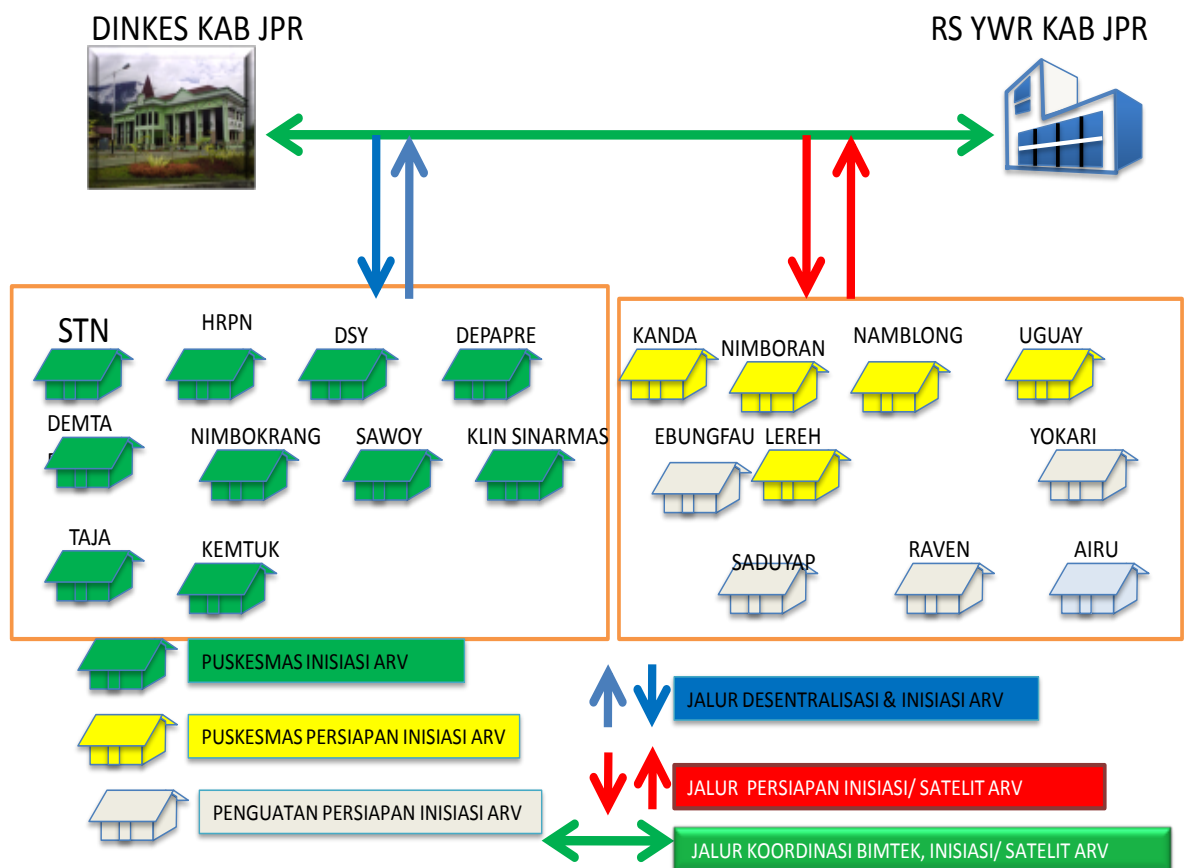 DINKES KAB JPR
RS YWR KAB JPR
STN
HRPN
DSY
DEPAPRE
DEMTA
NIMBOKRANG
SAWOY
KLIN SINARMAS
TAJA
KEMTUK
KANDA
NIMBORAN
NAMBLONG
UGUAY
EBUNGFAU
LEREH
YOKARI
SADUYAP
RAVEN
AIRU
PUSKESMAS INISIASI ARV
PUSKESMAS PERSIAPAN INISIASI ARV
PENGUATAN PERSIAPAN INISIASI ARV
JALUR DESENTRALISASI & INISIASI ARV
JALUR PERSIAPAN INISIASI/ SATELIT ARV
JALUR KOORDINASI BIMTEK, INISIASI/ SATELIT ARV